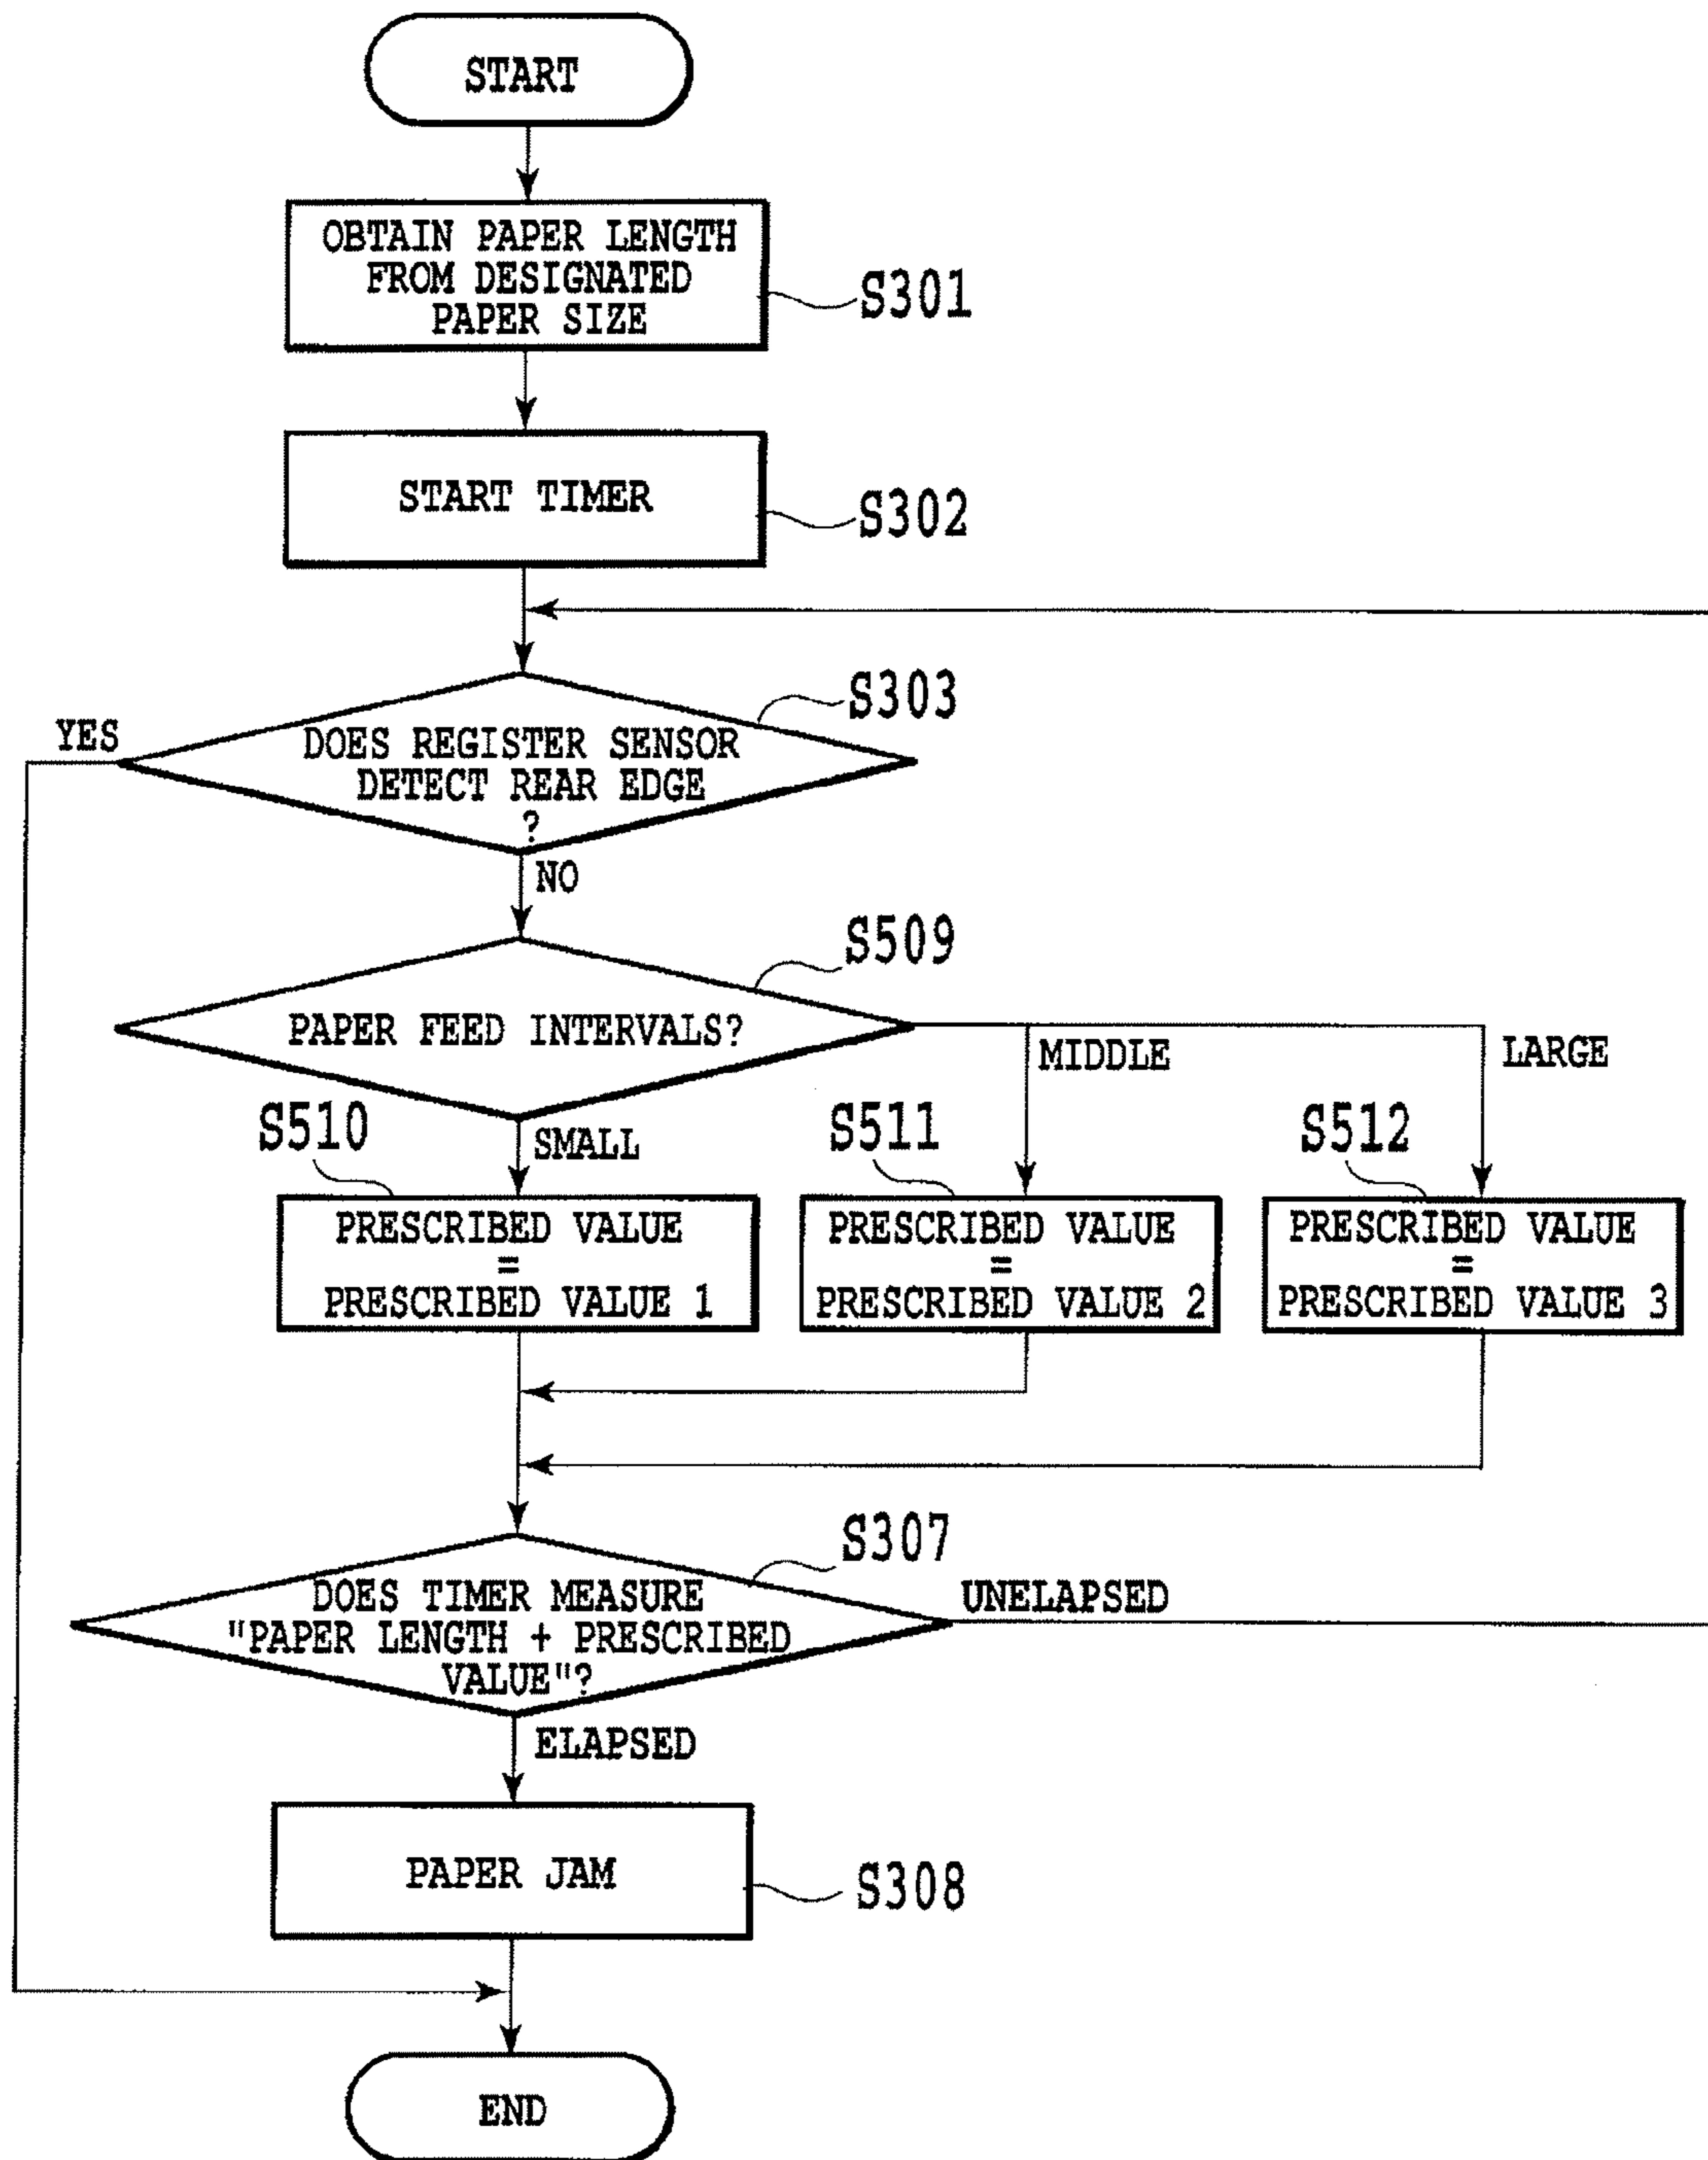 START
OBTAIN PAPER LENGTH
FROM DESIGNATED
PAPER SIZE
S301
START TIMER
S302
S303
YES
DOES REGISTER SENSOR
DETECT REAR EDGE
?
NO
S509
PAPER FEED INTERVALS?
MIDDLE
LARGE
S510
SMALL
S511
S512
PRESCRIBED VALUE
=
PRESCRIBED VALUE 1
PRESCRIBED VALUE
=
PRESCRIBED VALUE 2
PRESCRIBED VALUE
=
PRESCRIBED VALUE 3
S307
DOES TIMER MEASURE
"PAPER LENGTH + PRESCRIBED
VALUE"?
UNELAPSED
ELAPSED
PAPER JAM
S308
END